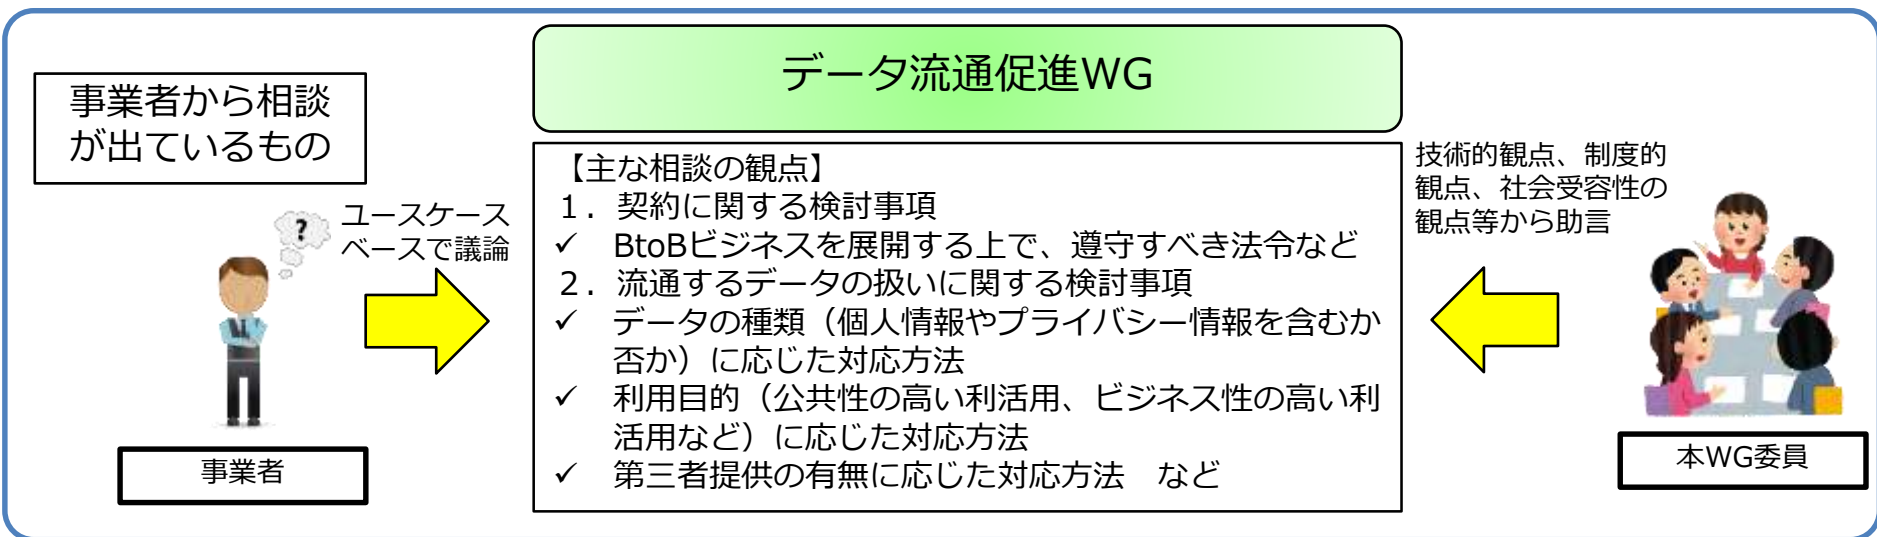 データ流通促進WG
事業者から相談
が出ているもの
ユースケース
ベースで議論
?
事業者
【主な相談の観点】
１．契約に関する検討事項
✓ BtoBビジネスを展開する上で、遵守すべき法令など
２．流通するデータの扱いに関する検討事項
✓ データの種類（個人情報やプライバシー情報を含むか
否か）に応じた対応方法
✓ 利用目的（公共性の高い利活用、ビジネス性の高い利
活用など）に応じた対応方法
✓ 第三者提供の有無に応じた対応方法　など
技術的観点、制度的
観点、社会受容性の
観点等から助言
本WG委員